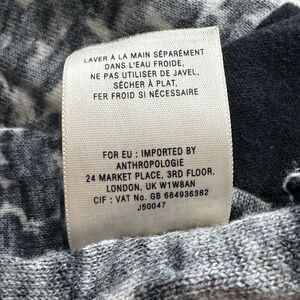 LAVER À LA MAIN SÉPARÉMENT
DANS L'EAU FROIDE,
NE PAS UTILISER DE JAVEL,
SÉCHER À PLAT,
FER FROID SI NÉCESSAIRE
FOR EU : IMPORTED BY
ANTHROPOLOGIE
24 MARKET PLACE, 3RD FLOOR,
LONDON, UK W1W8AN
CIF : VAT No. GB 684936382
J50047